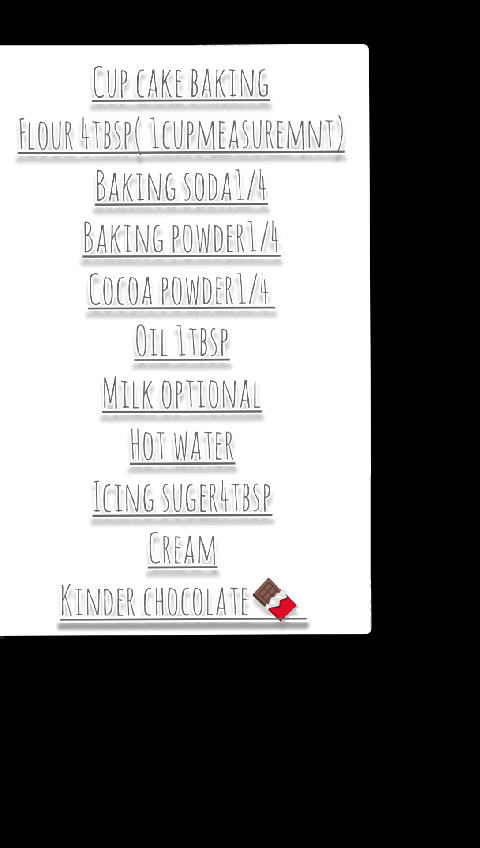 Cup cake baking
Flour 4tbsp( 1cupmeasuremnt)
Baking soda1/4
Baking powder1/4
Cocoa powder1/4
Oil 1tbsp
Milk optional
Hot water
Icing suger4tbsp
Cream
Kinder chocolate🍫